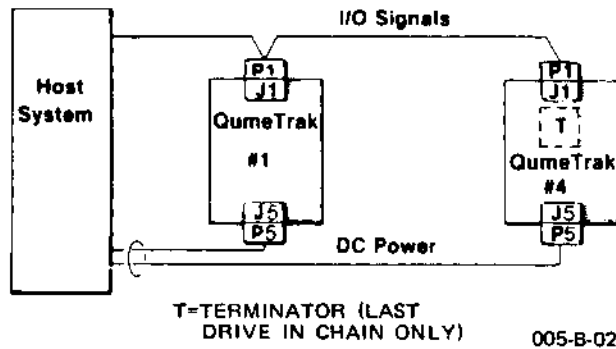 I/O Signals
Host
System
P1
J1
QumeTrak
#1
J5
P5
P1
J1
T
QumeTrak
#4
J5
P5
DC Power
T=TERMINATOR (LAST
DRIVE IN CHAIN ONLY)
005-B-02